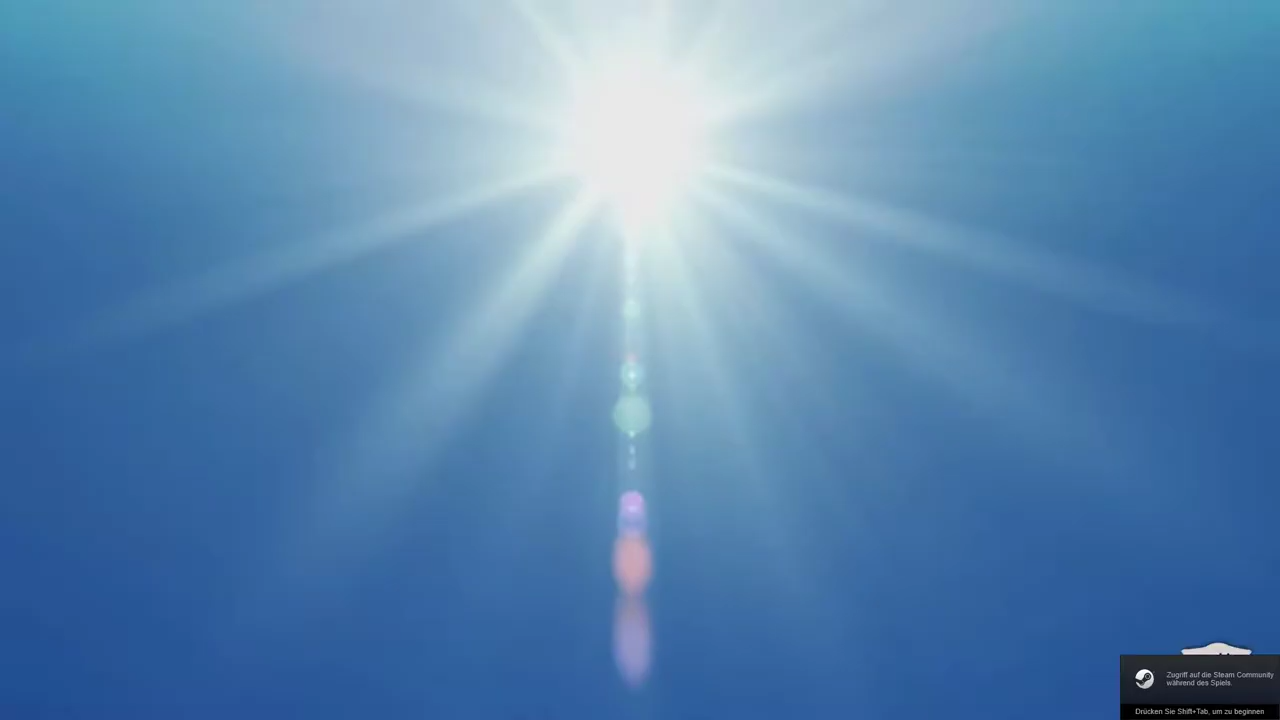 Zugriff auf die Steam Community
während des Spiels.
Drücken Sie Shift+Tab, um zu beginnen